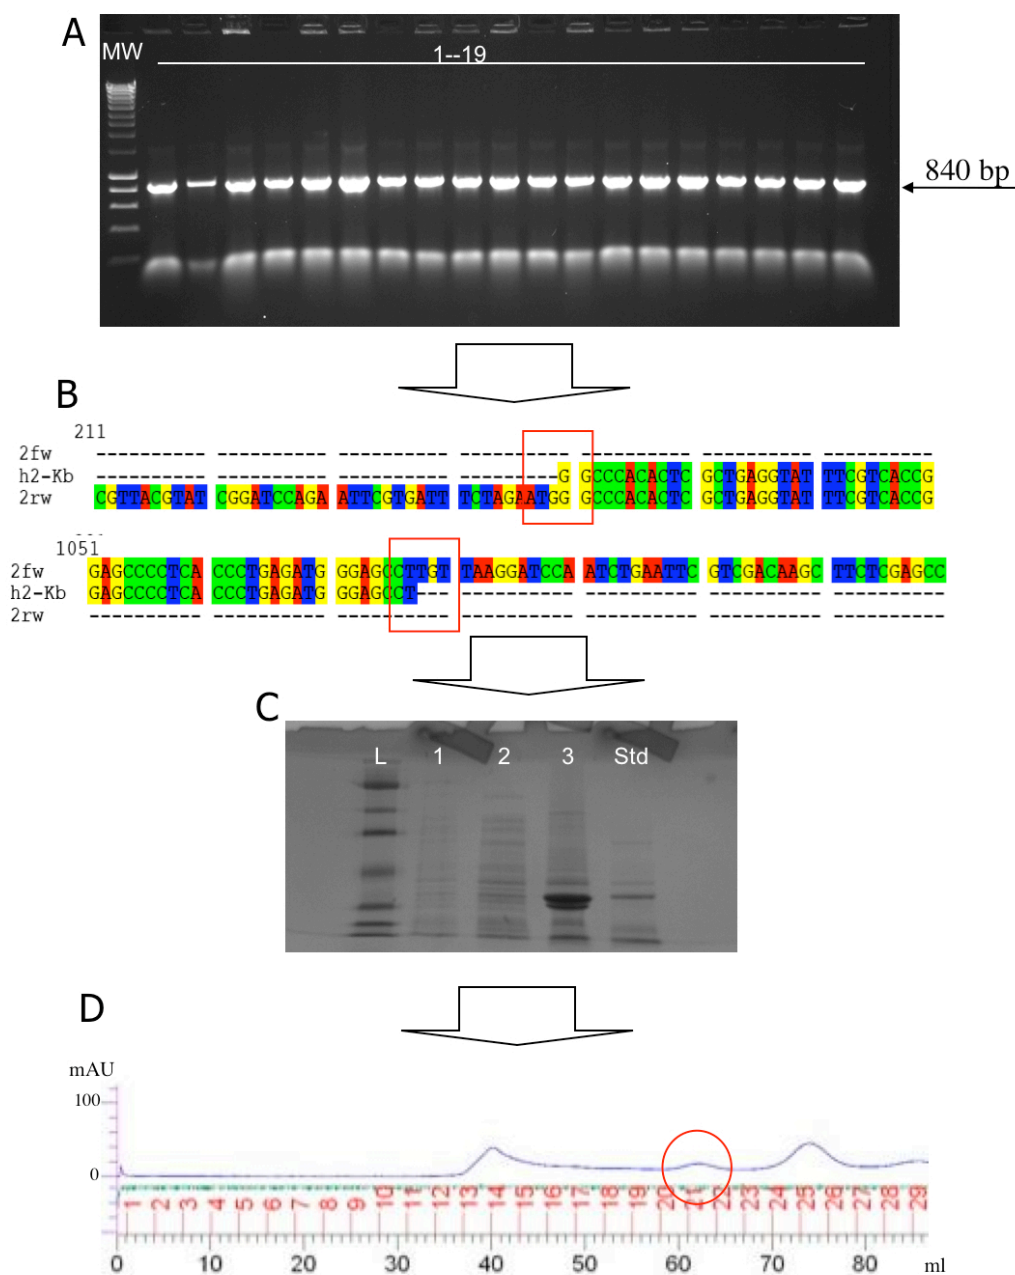 A
MW
1--19
840 bp
B
211
2fw ---------- ---------- ---------- ---------- ---------- ---------- ----------
h2-Kb ---------- ---------- ---------- --------G GCCCACACTC GCTGAGGTAT TTCGTCACCG
2rw CGTTACGTAT CGGATCCAGA ATTCGTGATT TCTAGAATGG GCCCACACTC GCTGAGGTAT TTCGTCACCG
1051
2fw GAGCCCCTCA CCCTGAGATG GGAGCCTTGT TAAGGATCCA ATCTGAATTC GTCGACAAGC TTCTCGAGCC
h2-Kb GAGCCCCTCA CCCTGAGATG GGAGCCT--- ---------- ---------- ---------- ----------
2rw ---------- ---------- ---------- ---------- ---------- ---------- ----------
C
L 1 2 3 Std
D
mAU
100
0
1 2 3 4 5 6 7 8 9 10 11 12 13 14 15 16 17 18 19 20 21 22 23 24 25 26 27 28 29
0 10 20 30 40 50 60 70 80 ml